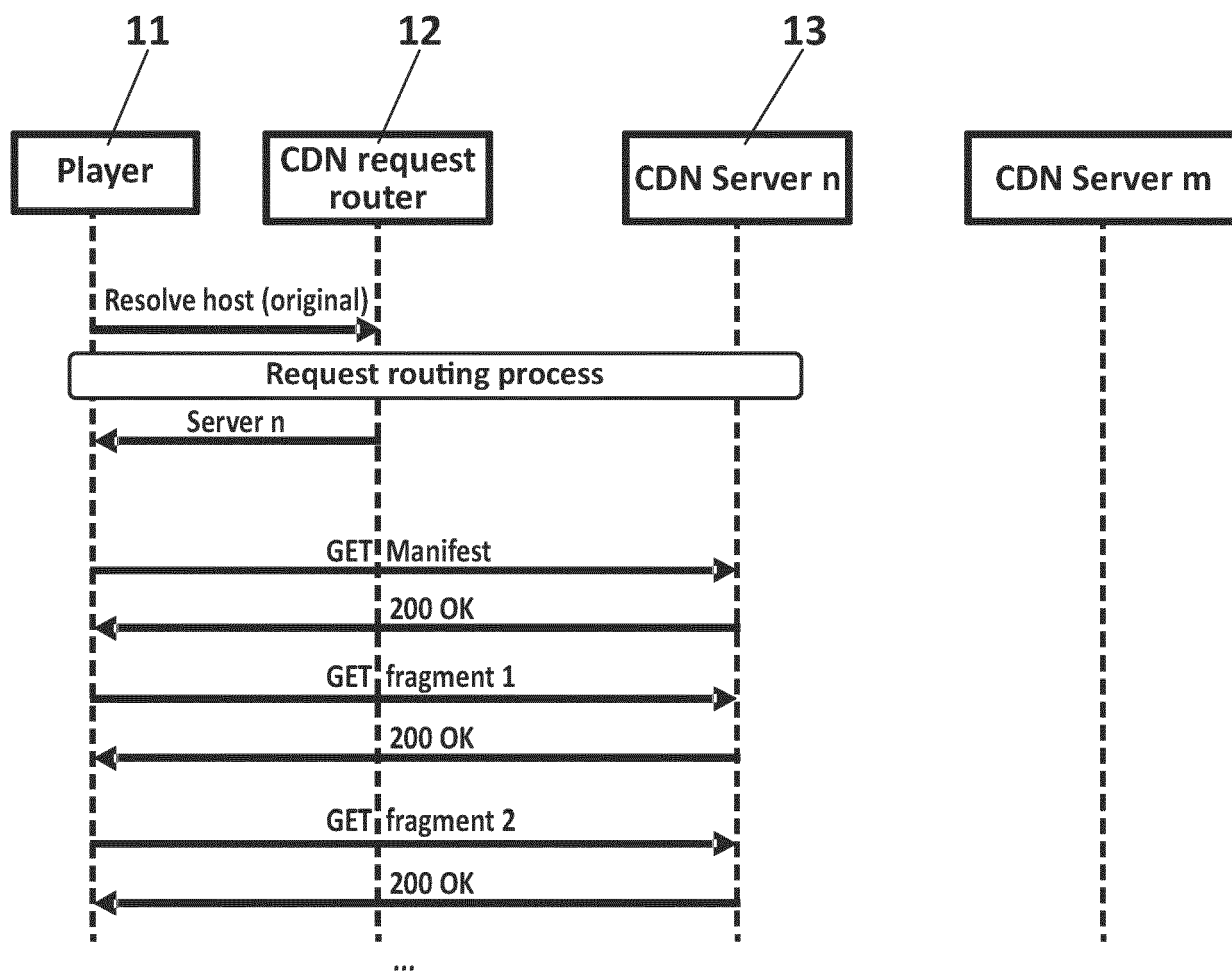 11
12
13
Player
CDN request
router
CDN Server n
CDN Server m
Resolve host (original)
Request routing process
Server n
GET Manifest
200 OK
GET fragment 1
200 OK
GET fragment 2
200 OK
...